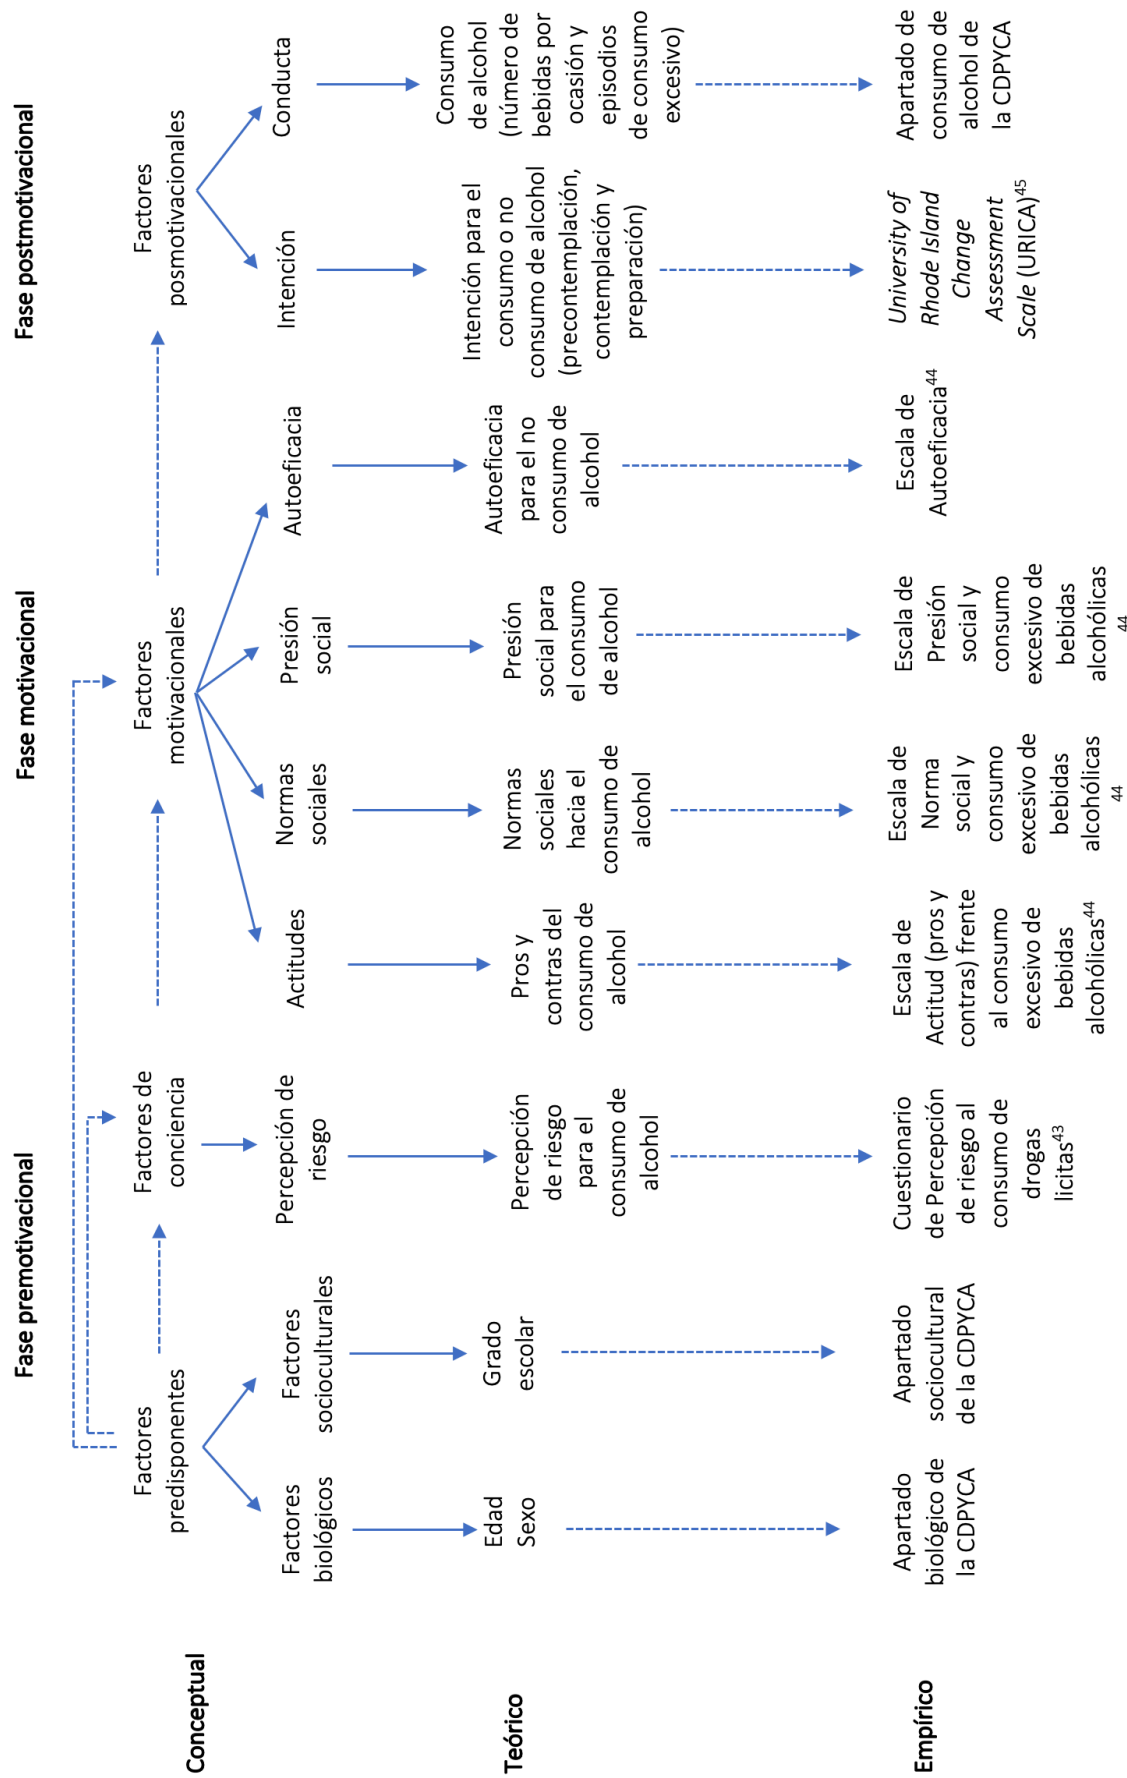 Fase premotivacional
Fase motivacional
Fase postmotivacional
Conceptual
Factores
predisponentes
Factores de
conciencia
Factores
motivacionales
Factores
posmotivacionales
Factores
biológicos
Factores
socioculturales
Percepción de
riesgo
Actitudes
Normas
sociales
Presión
social
Autoeficacia
Intención
Conducta
Teórico
Edad
Sexo
Grado
escolar
Percepción
de riesgo
para el
consumo de
alcohol
Pros y
contras del
consumo de
alcohol
Normas
sociales
hacia el
consumo de
alcohol
Presión
social para
el consumo
de alcohol
Autoeficacia
para el no
consumo de
alcohol
Intención para el
consumo o no
consumo de alcohol
(precontemplación,
contemplación y
preparación)
Consumo
de alcohol
(número de
bebidas por
ocasión y
episodios
de consumo
excesivo)
Empírico
Apartado
biológico de
la CDPYCA
Apartado
sociocultural
de la CDPYCA
Cuestionario
de Percepción
de riesgo al
consumo de
drogas
licitas43
Escala de
Actitud (pros y
contras) frente
al consumo
excesivo de
bebidas
alcohólicas44
Escala de
Norma
social y
consumo
excesivo de
bebidas
alcohólicas
44
Escala de
Presión
social y
consumo
excesivo de
bebidas
alcohólicas
44
Escala de
Autoeficacia44
University of
Rhode Island
Change
Assessment
Scale (URICA)45
Apartado de
consumo de
alcohol de
la CDPYCA